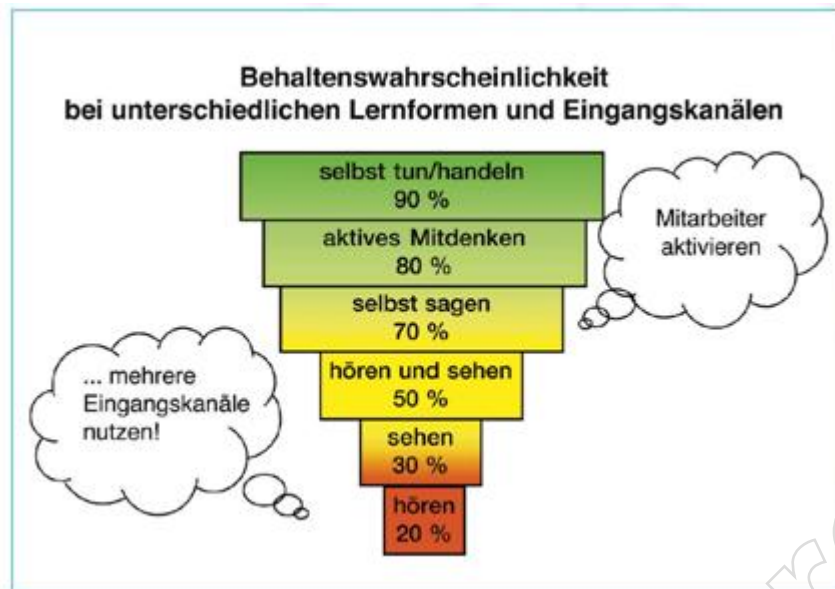 Behaltenswahrscheinlichkeit
bei unterschiedlichen Lernformen und Eingangskanälen
selbst tun/handeln
90 %
Mitarbeiter
aktivieren
aktives Mitdenken
80 %
selbst sagen
70 %
... mehrere
Eingangskanäle
nutzen!
hören und sehen
50 %
sehen
30 %
hören
20 %